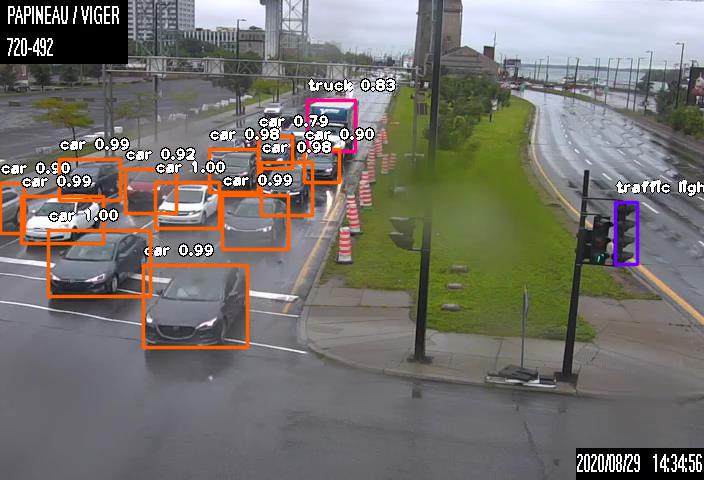 PAPINEAU / VIGER
720-492
truck 0.83
car 0.79
car 0.98
car 0.90
car 0.99
car 0.98
car 0.92
car 1.00
car 0.90
car 0.99
car 0.99
traffic ligh
car 1.00
car 0.99
2020/08/29 14:34:56